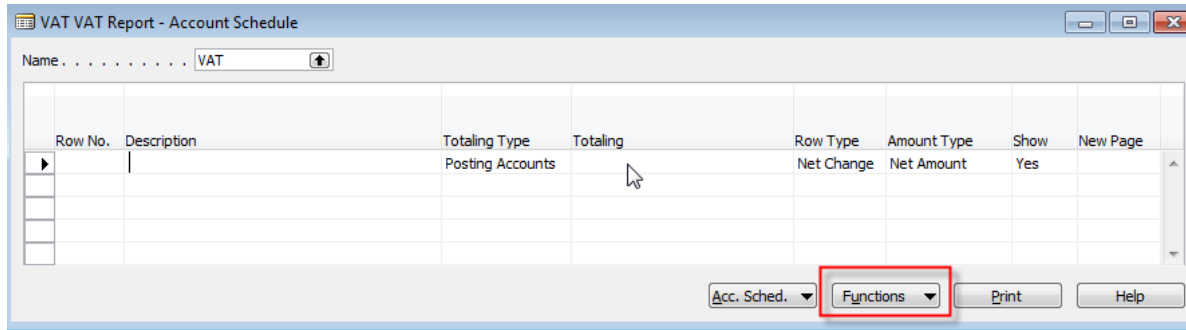 VAT VAT Report - Account Schedule
Name. . . . . . . . . . VAT
Row No. Description Totaling Type Totaling Row Type Amount Type Show New Page
Posting Accounts Net Change Net Amount Yes
Acc. Sched. Functions Print Help